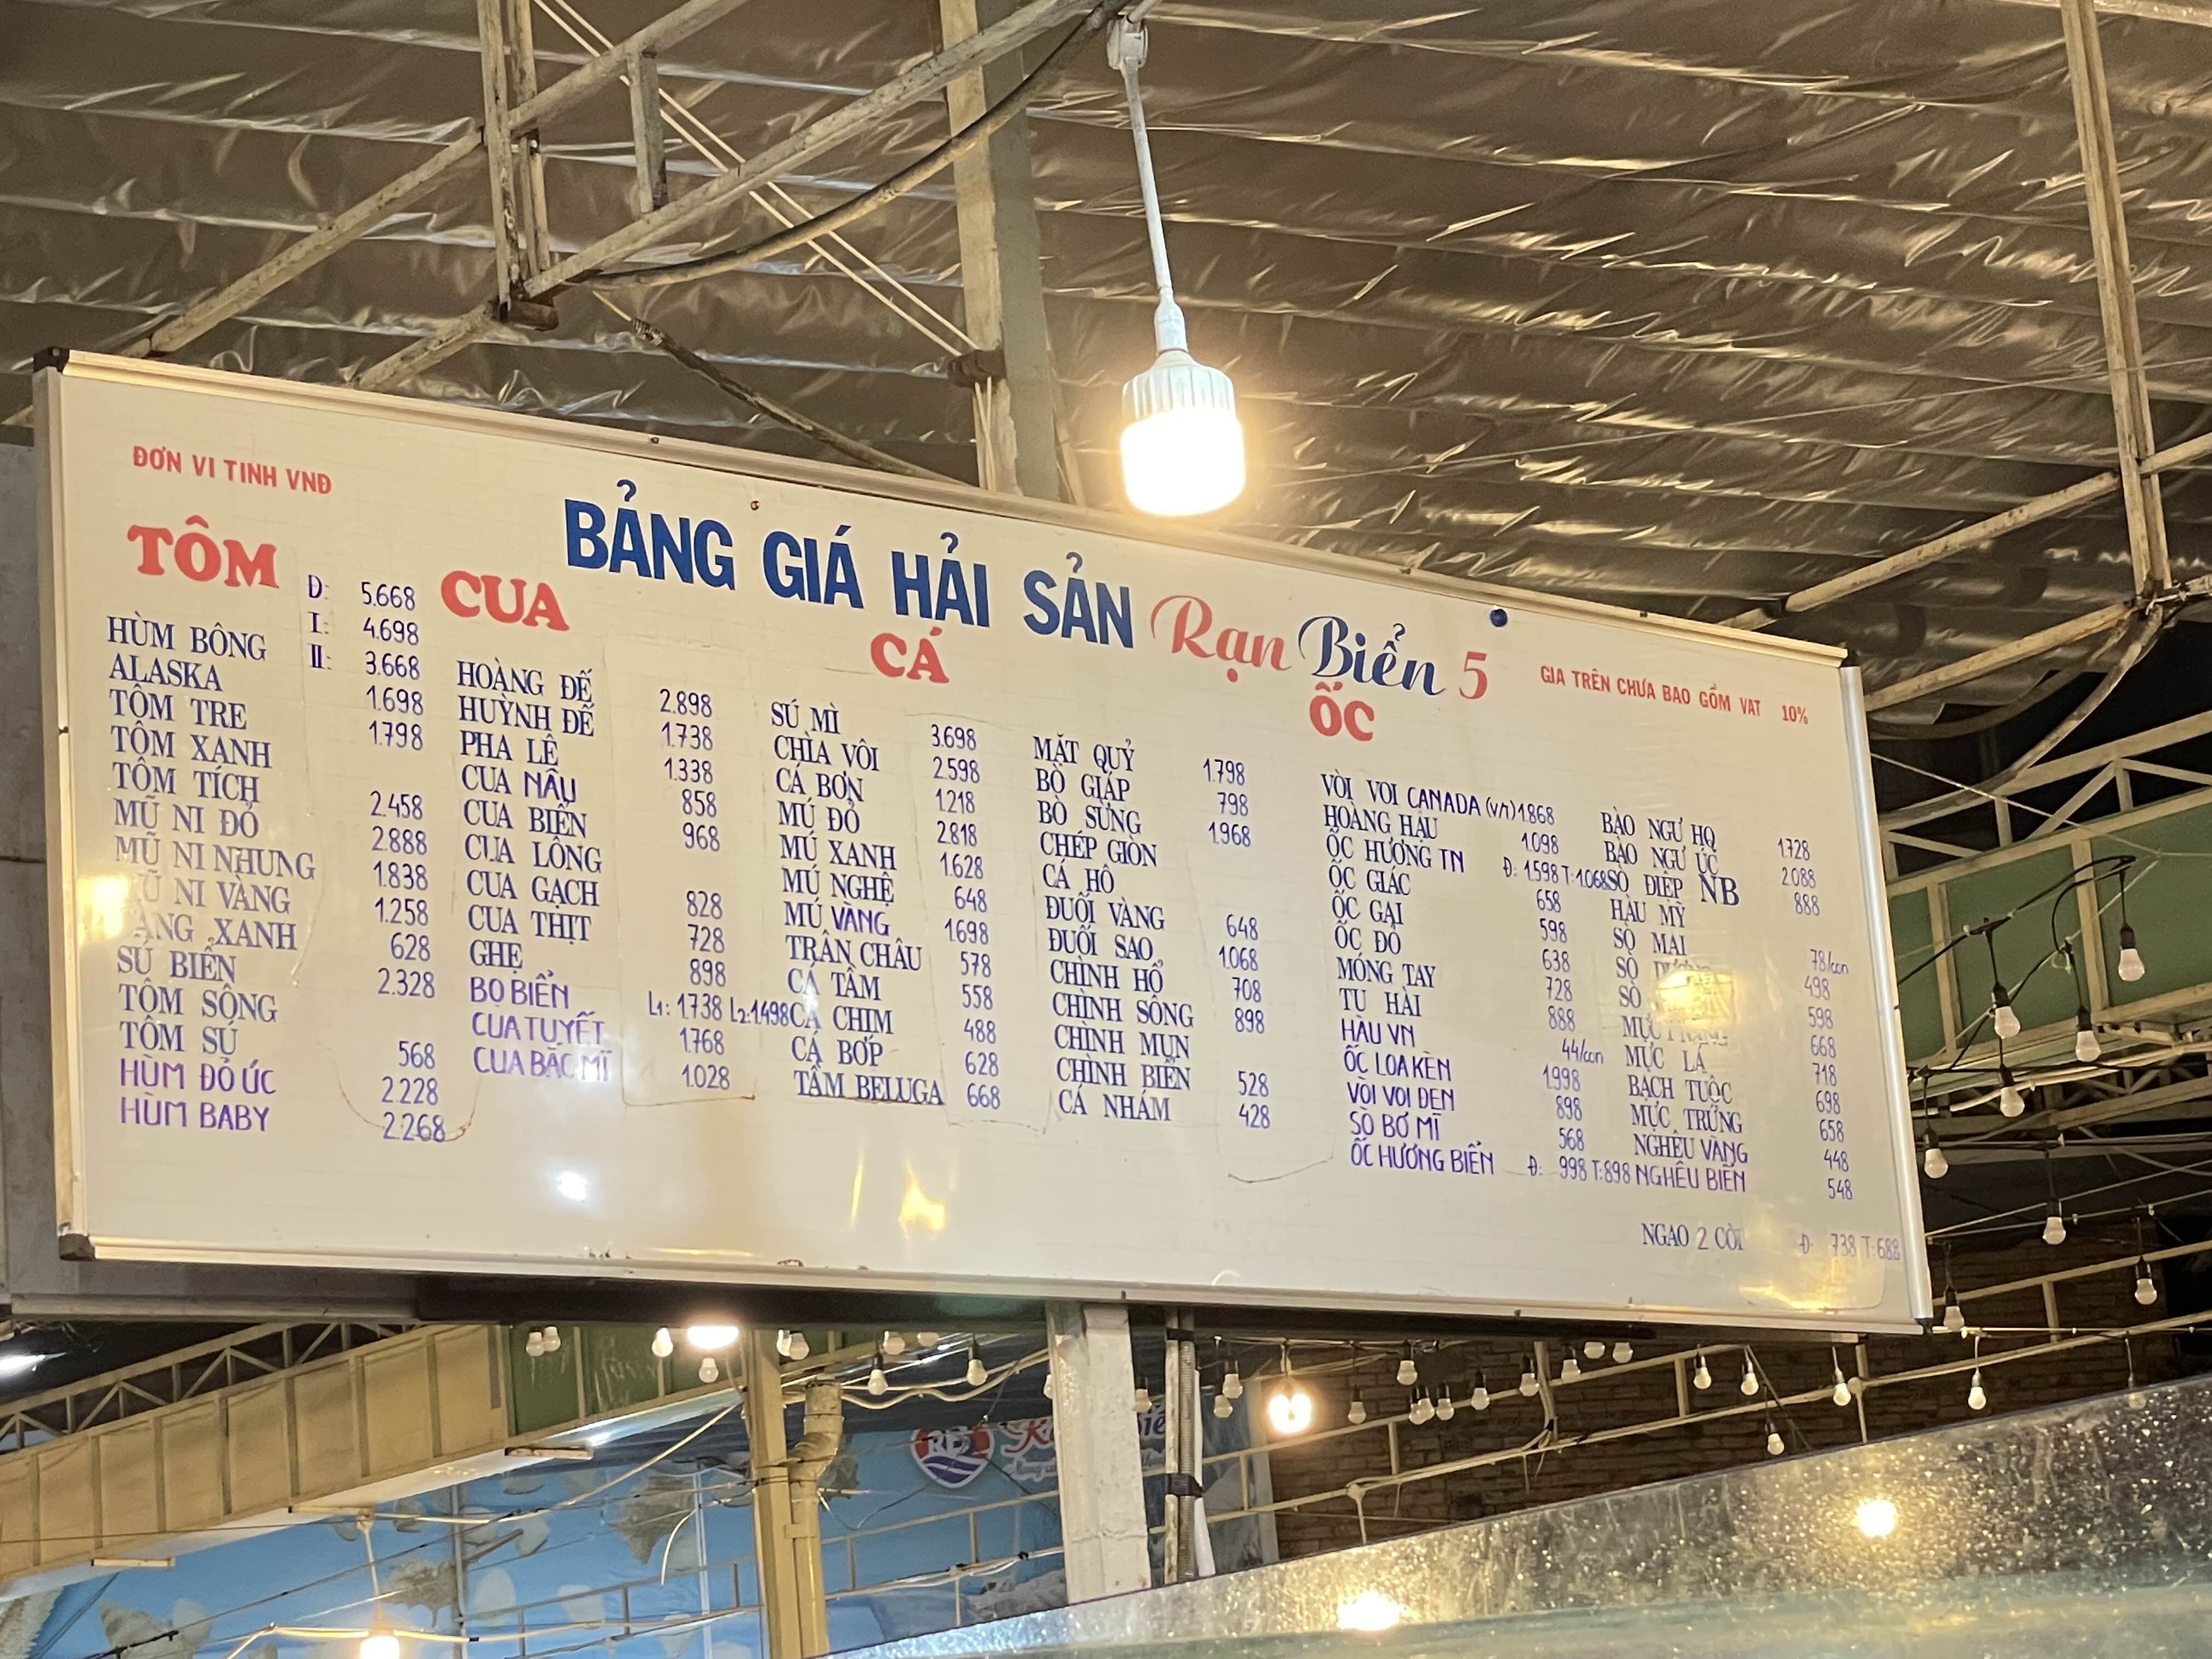 ĐƠN VI TINH VNĐ
BẢNG GIÁ HẢI SẢN Rạn Biển 5
GIA TRÊN CHƯA BAO GỒM VAT 10%
TÔM
HÙM BÔNG Đ: 5.668
I: 4.698
II: 3.668
ALASKA 1.698
TÔM TRE 1.798
TÔM XANH
TÔM TÍCH 2.458
MŨ NI ĐỎ 2.888
MŨ NI NHUNG 1.838
NI VÀNG 1.258
XANH 628
SÚ BIỂN 2.328
TÔM SÔNG
TÔM SÚ 568
HÙM ĐỎ ÚC 2.228
HÙM BABY 2.268
CUA
HOÀNG ĐẾ 2.898
HUỲNH ĐẾ 1.738
PHA LÊ 1.338
CUA NÂU 858
CUA BIỂN 968
CUA LÔNG
CUA GẠCH 828
CUA THỊT 728
GHẸ 898
BỌ BIỂN L1: 1.738 L2:1.498
CUA TUYẾT 1.768
CUA BẮC MĨ 1.028
CÁ
SÚ MÌ 3.698
CHÌA VÔI 2.598
CÁ BƠN 1.218
MÚ ĐỎ 2.818
MÚ XANH 1.628
MÚ NGHỆ 648
MÚ VÀNG 1.698
TRÂN CHÂU 578
CÁ TẦM 558
CÁ CHIM 488
CÁ BỚP 628
TẦM BELUGA 668
MẶT QUỶ 1.798
BÒ GIÁP 798
BÒ SỪNG 1.968
CHÉP GIÒN
CÁ HÔ
ĐUÔI VÀNG 648
ĐUỐI SAO 1.068
CHÌNH HỔ 708
CHÌNH SÔNG 898
CHÌNH MUN
CHÌNH BIỂN 528
CÁ NHÁM 428
ỐC
VÒI VOI CANADA (vn) 1.868
HOÀNG HẬU 1.098
ỐC HƯƠNG TN Đ: 1.598 T:1.068
ỐC GIÁC 658
ỐC GAI 598
ỐC ĐỎ 638
MÓNG TAY 728
TU HÀI 888
HÀU VN 44/con
ỐC LOA KÈN 1.998
VÒI VOI ĐEN 898
SÒ BƠ MĨ 568
ỐC HƯƠNG BIỂN Đ: 998 T:898
BÀO NGƯ HQ 1.728
BÀO NGƯ ÚC 2.088
SÒ ĐIỆP NB 888
HÀU MỸ
SÒ MAI 78/con
SÒ 498
SÒ 598
MỰC 668
MỰC LÁ 718
BẠCH TUỘC 698
MỰC TRỨNG 658
NGHÊU VÀNG 448
NGHÊU BIỂN 548
NGAO 2 CÒI Đ: 738 T:688